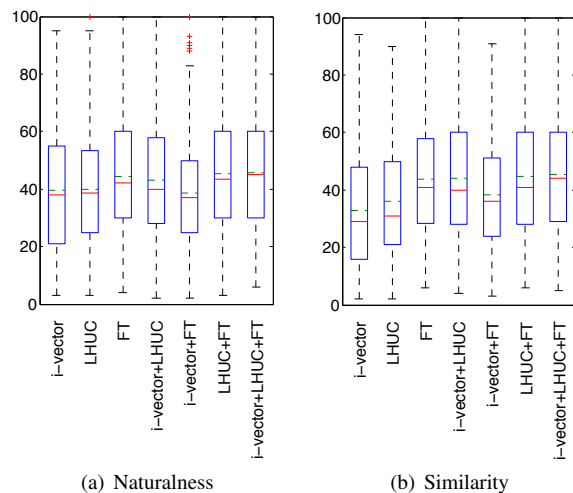 100
80
60
40
20
0
i−vector
LHUC
FT
i−vector+LHUC
i−vector+FT
LHUC+FT
i−vector+LHUC+FT
(a) Naturalness
100
80
60
40
20
0
i−vector
LHUC
FT
i−vector+LHUC
i−vector+FT
LHUC+FT
i−vector+LHUC+FT
(b) Similarity